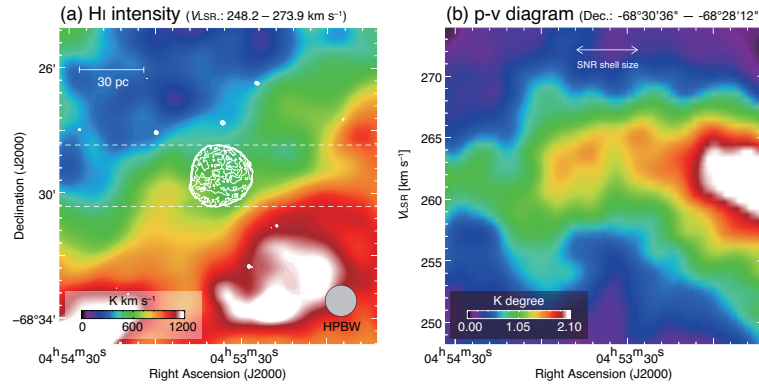 (a) HI intensity (VLSR.: 248.2 – 273.9 km s⁻¹)
26'
30 pc
30'
−68°34'
Declination (J2000)
K km s⁻¹
0 600 1200
HPBW
04ʰ54ᵐ30ˢ 04ʰ53ᵐ30ˢ
Right Ascension (J2000)
(b) p-v diagram (Dec.: -68°30'36" — -68°28'12")
SNR shell size
270
265
260
255
250
VLSR [km s⁻¹]
K degree
0.00 1.05 2.10
04ʰ54ᵐ30ˢ 04ʰ53ᵐ30ˢ
Right Ascension (J2000)